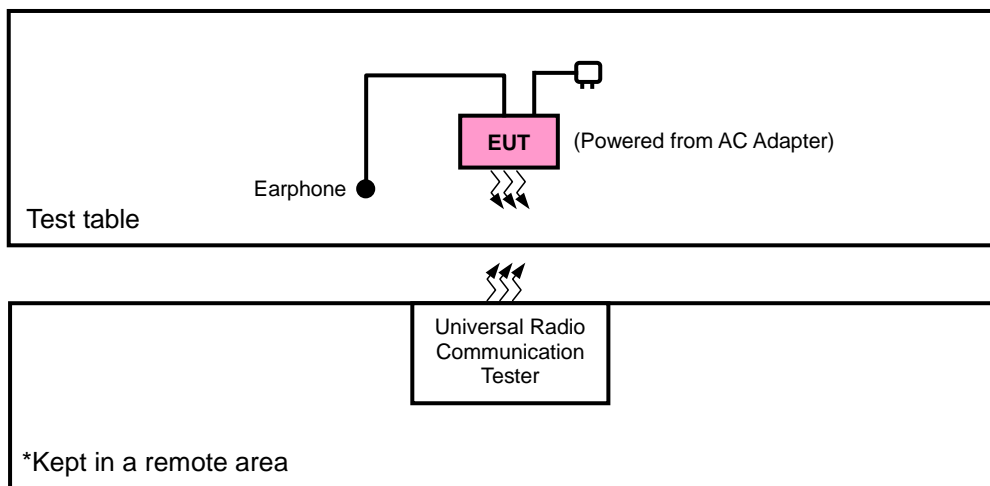 EUT
(Powered from AC Adapter)
Earphone
Test table
Universal Radio
Communication
Tester
*Kept in a remote area